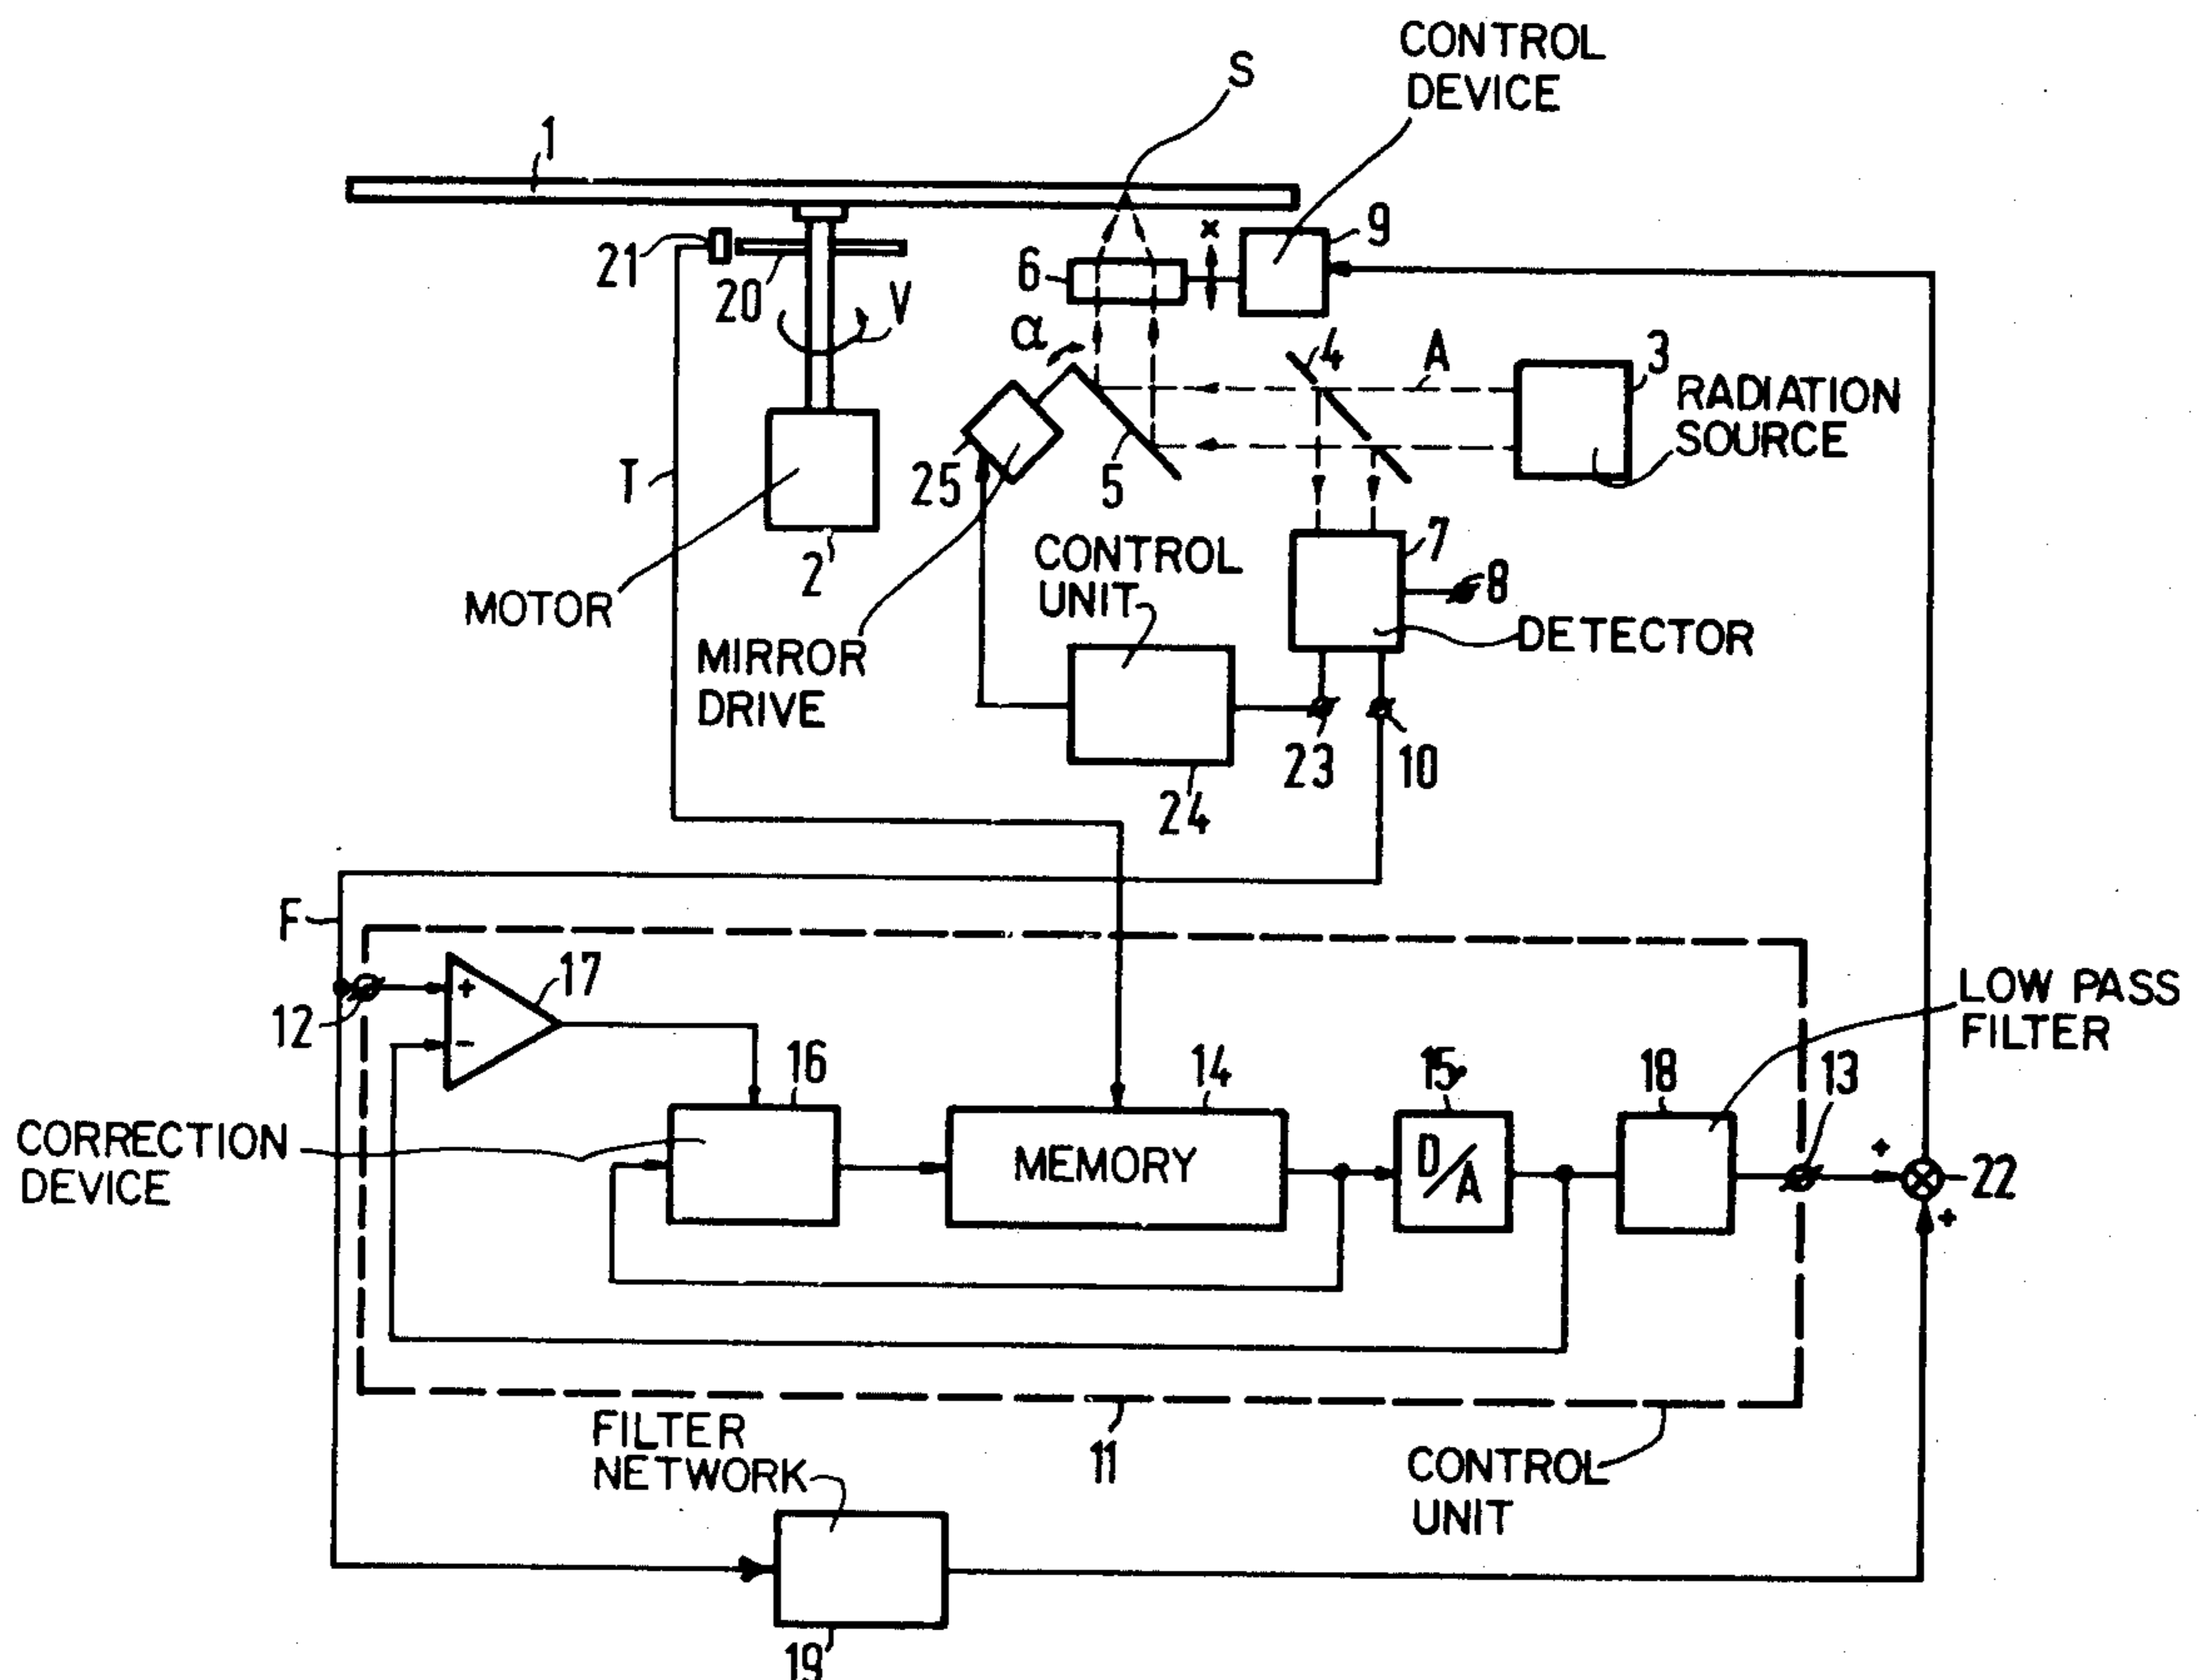 CONTROL
DEVICE
S
1
21
20
V
6
x
9
α
4
A
3
RADIATION
SOURCE
25
5
T
2
MOTOR
MIRROR
DRIVE
CONTROL
UNIT
7
8
DETECTOR
23
10
24
F
12
+
-
17
16
14
15
18
LOW PASS
FILTER
13
CORRECTION
DEVICE
MEMORY
D/A
+
22
+
FILTER
NETWORK
11
CONTROL
UNIT
19